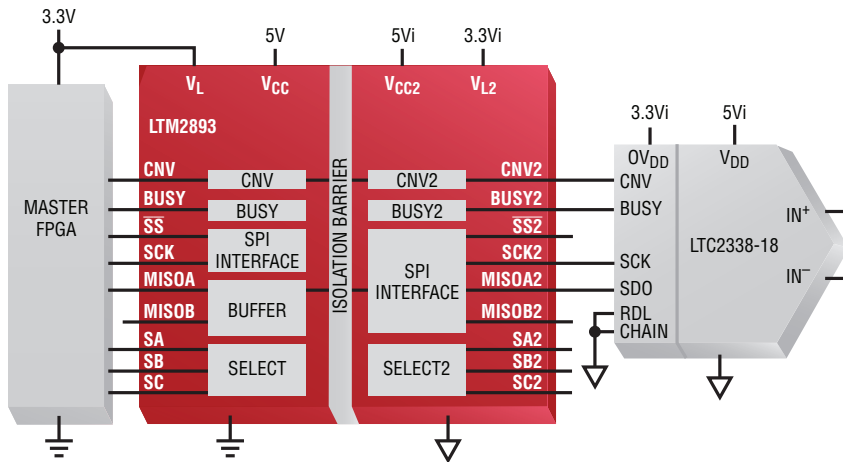 3.3V
5V
5Vi
3.3Vi
VL
VCC
VCC2
VL2
LTM2893
3.3Vi
5Vi
OVDD
VDD
MASTER
FPGA
CNV
BUSY
SS
SCK
MISOA
MISOB
SA
SB
SC
CNV
BUSY
SPI
INTERFACE
BUFFER
SELECT
ISOLATION BARRIER
CNV2
BUSY2
SPI
INTERFACE
SELECT2
CNV2
BUSY2
SS2
SCK2
MISOA2
MISOB2
SA2
SB2
SC2
CNV
BUSY
SCK
SDO
RDL
CHAIN
LTC2338-18
IN+
IN−